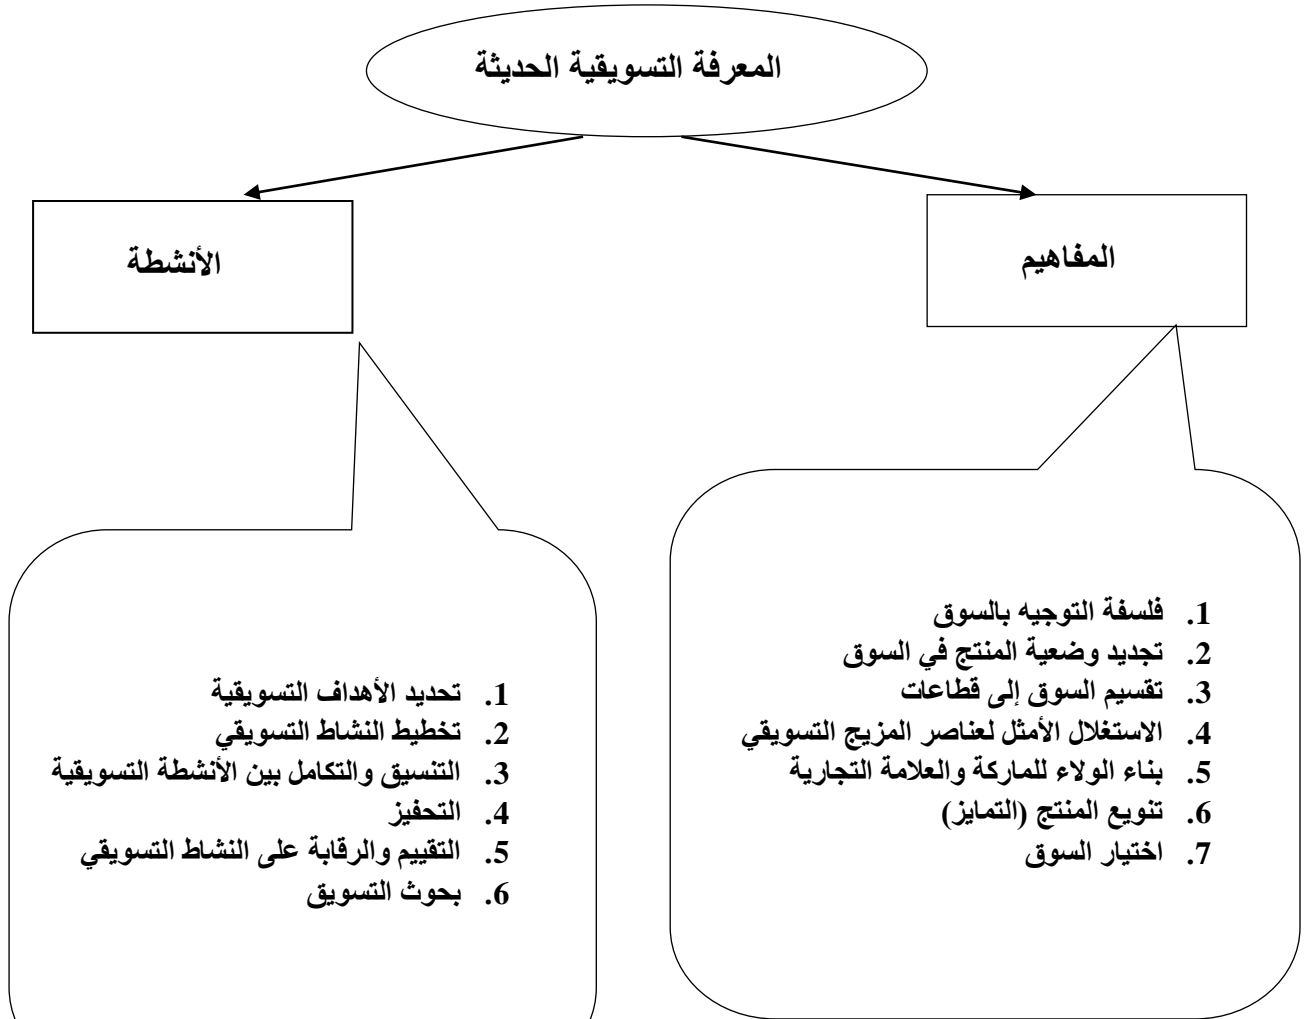 المعرفة التسويقية الحديثة
المفاهيم
الأنشطة
1. فلسفة التوجيه بالسوق
2. تجديد وضعية المنتج في السوق
3. تقسيم السوق إلى قطاعات
4. الاستغلال الأمثل لعناصر المزيج التسويقي
5. بناء الولاء للماركة والعلامة التجارية
6. تنويع المنتج (التمايز)
7. اختيار السوق
1. تحديد الأهداف التسويقية
2. تخطيط النشاط التسويقي
3. التنسيق والتكامل بين الأنشطة التسويقية
4. التحفيز
5. التقييم والرقابة على النشاط التسويقي
6. بحوث التسويق